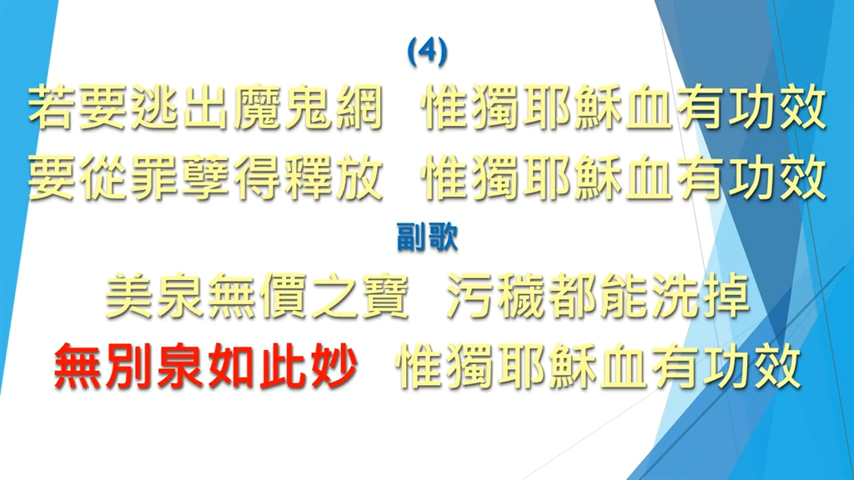 (4)
若要逃出魔鬼網 惟獨耶穌血有功效
要從罪孽得釋放 惟獨耶穌血有功效
副歌
美泉無價之寶 污穢都能洗掉
無別泉如此妙 惟獨耶穌血有功效